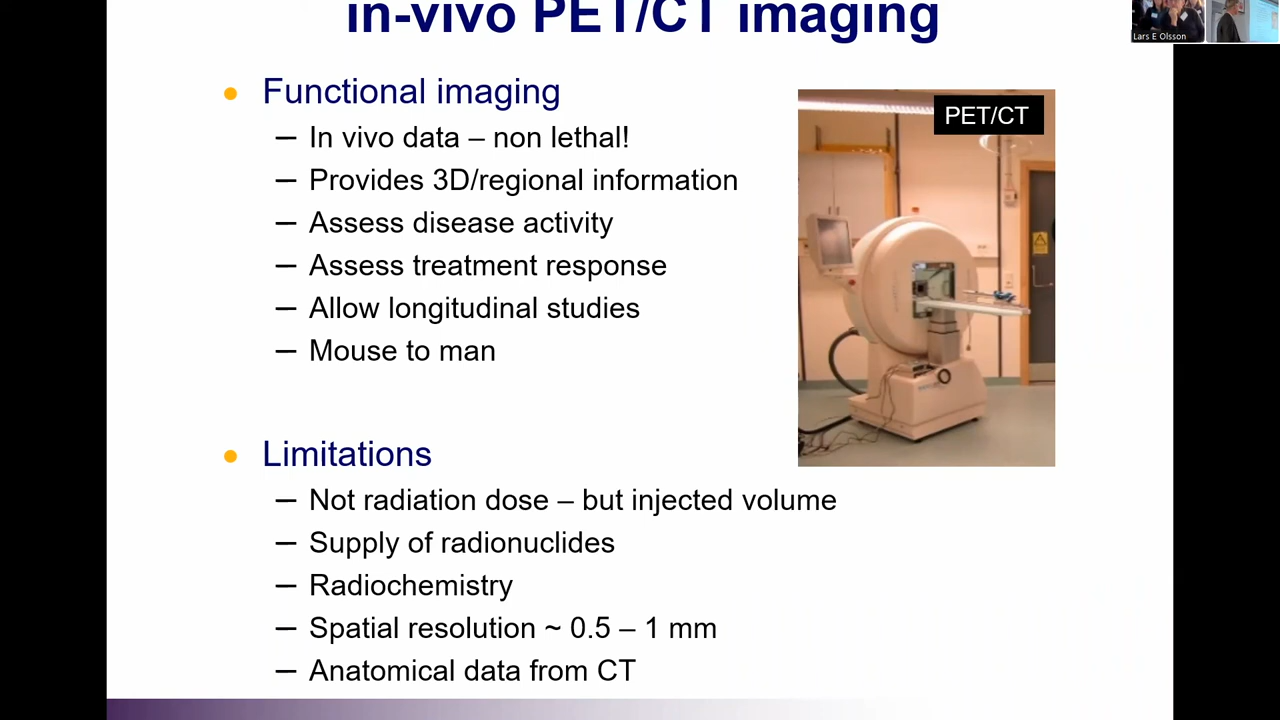 in-vivo PET/CT imaging
Lars E Olsson
• Functional imaging
– In vivo data – non lethal!
– Provides 3D/regional information
– Assess disease activity
– Assess treatment response
– Allow longitudinal studies
– Mouse to man
PET/CT
• Limitations
– Not radiation dose – but injected volume
– Supply of radionuclides
– Radiochemistry
– Spatial resolution ~ 0.5 – 1 mm
– Anatomical data from CT